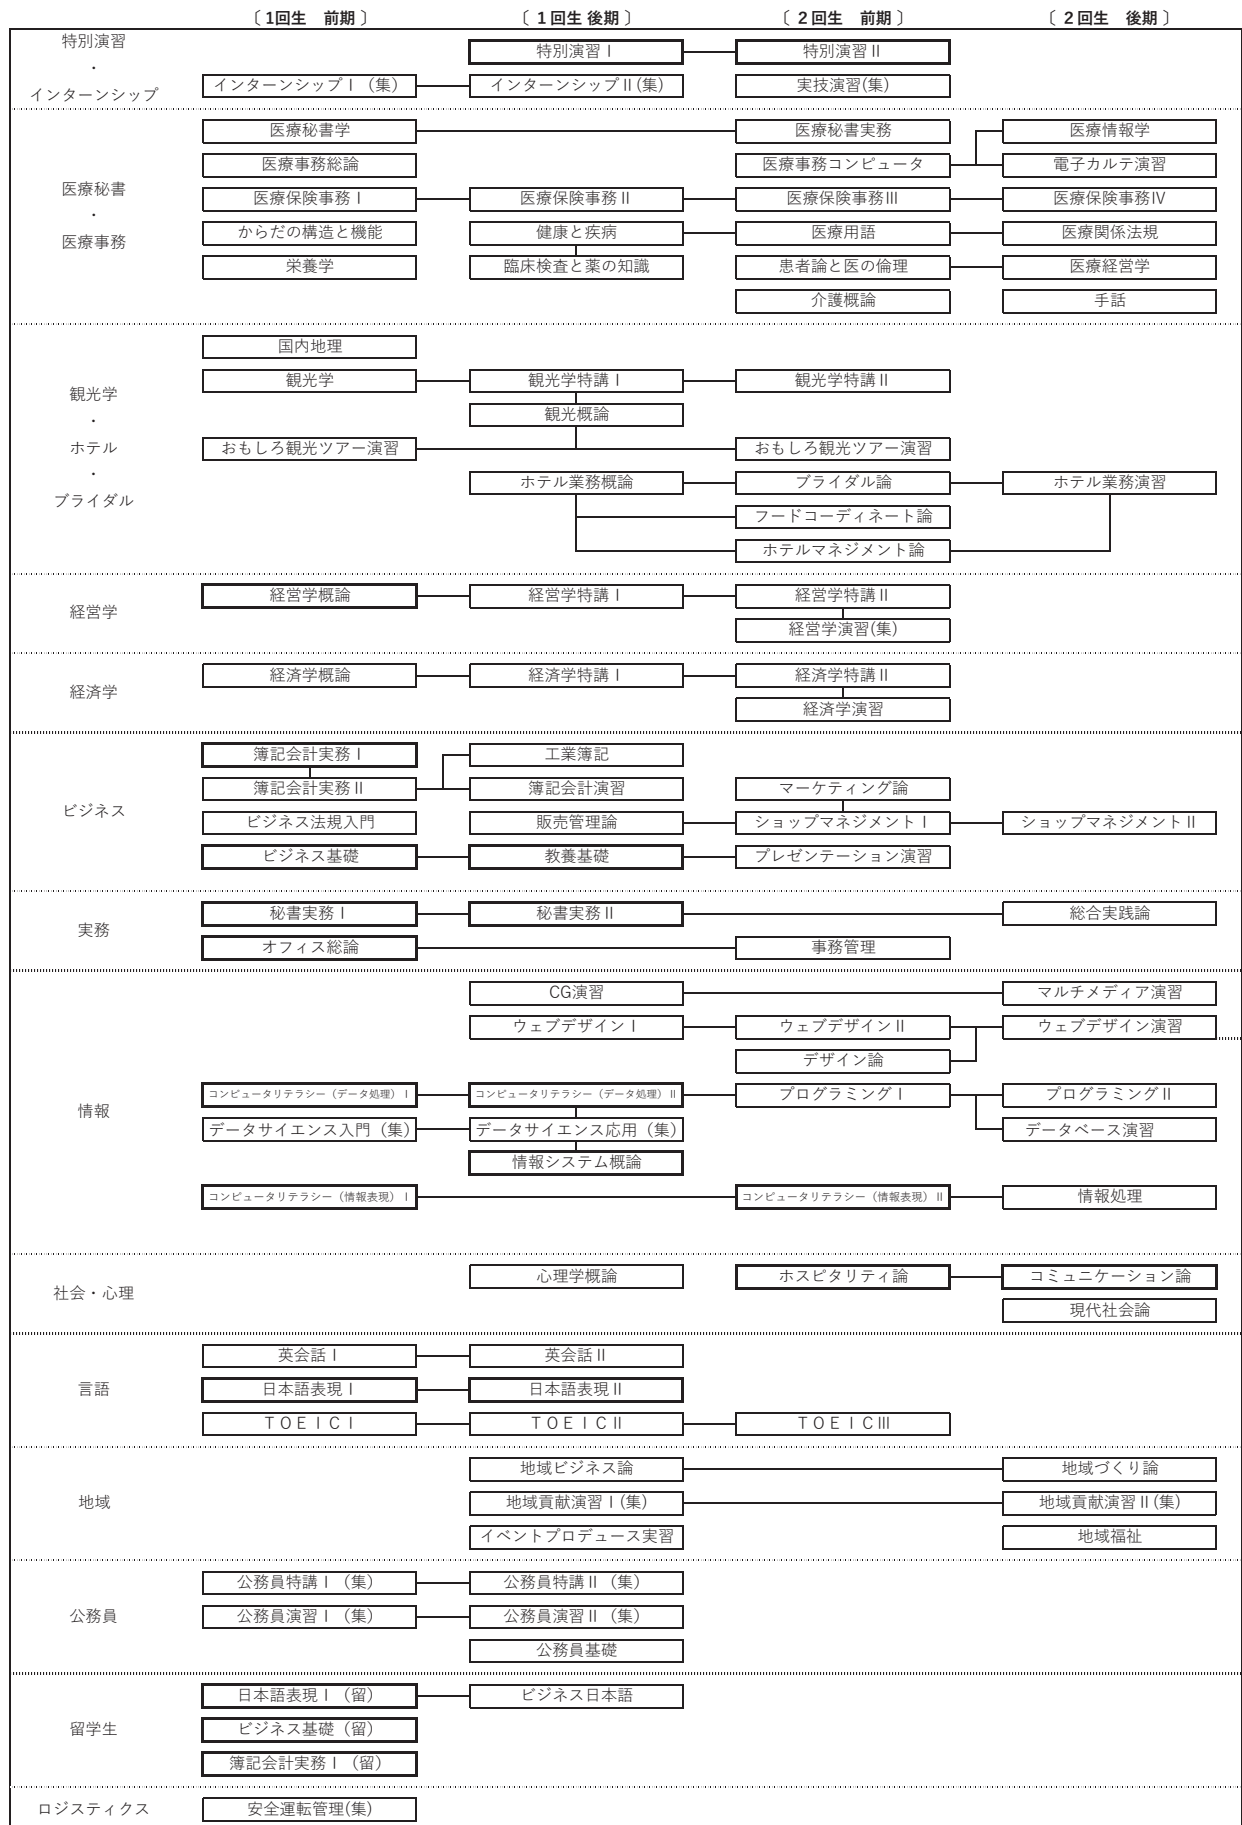 〔 1回生　前期 〕 〔 1回生 後期 〕 〔 2回生　前期 〕 〔 2回生　後期 〕
特別演習
・
インターンシップ
特別演習Ⅰ 特別演習Ⅱ
インターンシップⅠ（集） インターンシップⅡ(集) 実技演習(集)
医療秘書
・
医療事務
医療秘書学 医療秘書実務 医療情報学
医療事務総論 医療事務コンピュータ 電子カルテ演習
医療保険事務Ⅰ 医療保険事務Ⅱ 医療保険事務Ⅲ 医療保険事務Ⅳ
からだの構造と機能 健康と疾病 医療用語 医療関係法規
栄養学 臨床検査と薬の知識 患者論と医の倫理 医療経営学
介護概論 手話
観光学
・
ホテル
・
ブライダル
国内地理
観光学 観光学特講Ⅰ 観光学特講Ⅱ
観光概論
おもしろ観光ツアー演習 おもしろ観光ツアー演習
ホテル業務概論 ブライダル論 ホテル業務演習
フードコーディネート論
ホテルマネジメント論
経営学
経営学概論 経営学特講Ⅰ 経営学特講Ⅱ
経営学演習(集)
経済学
経済学概論 経済学特講Ⅰ 経済学特講Ⅱ
経済学演習
ビジネス
簿記会計実務Ⅰ 工業簿記
簿記会計実務Ⅱ 簿記会計演習 マーケティング論
ビジネス法規入門 販売管理論 ショップマネジメントⅠ ショップマネジメントⅡ
ビジネス基礎 教養基礎 プレゼンテーション演習
実務
秘書実務Ⅰ 秘書実務Ⅱ 総合実践論
オフィス総論 事務管理
情報
CG演習 マルチメディア演習
ウェブデザインⅠ ウェブデザインⅡ ウェブデザイン演習
デザイン論
コンピュータリテラシー（データ処理）Ⅰ コンピュータリテラシー（データ処理）Ⅱ プログラミングⅠ プログラミングⅡ
データサイエンス入門（集） データサイエンス応用（集） データベース演習
情報システム概論
コンピュータリテラシー（情報表現）Ⅰ コンピュータリテラシー（情報表現）Ⅱ 情報処理
社会・心理
心理学概論 ホスピタリティ論 コミュニケーション論
現代社会論
言語
英会話Ⅰ 英会話Ⅱ
日本語表現Ⅰ 日本語表現Ⅱ
ＴＯＥＩＣⅠ ＴＯＥＩＣⅡ ＴＯＥＩＣⅢ
地域
地域ビジネス論 地域づくり論
地域貢献演習Ⅰ(集) 地域貢献演習Ⅱ(集)
イベントプロデュース実習 地域福祉
公務員
公務員特講Ⅰ（集） 公務員特講Ⅱ（集）
公務員演習Ⅰ（集） 公務員演習Ⅱ（集）
公務員基礎
留学生
日本語表現Ⅰ（留） ビジネス日本語
ビジネス基礎（留）
簿記会計実務Ⅰ（留）
ロジスティクス
安全運転管理(集)